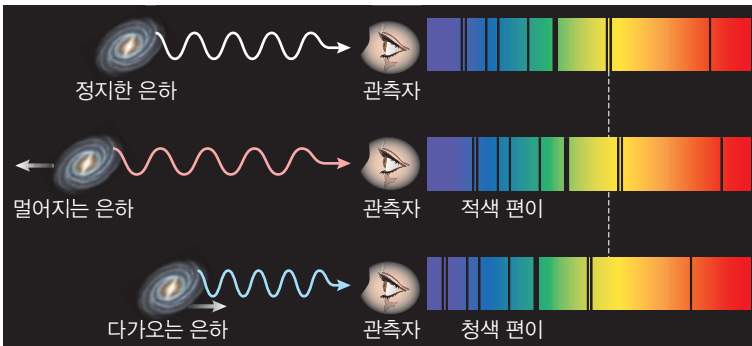 정지한 은하
관측자
멀어지는 은하
관측자
적색 편이
다가오는 은하
관측자
청색 편이